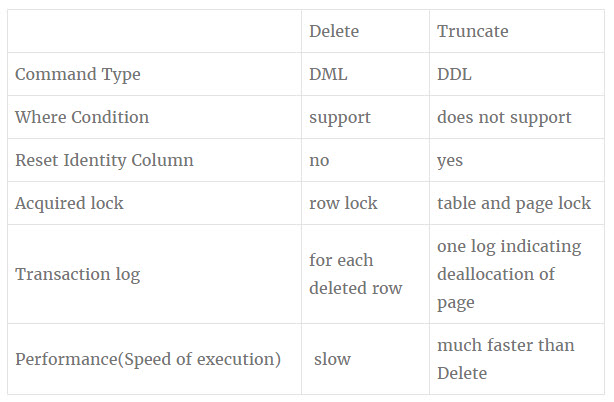 Delete Truncate
Command Type DML DDL
Where Condition support does not support
Reset Identity Column no yes
Acquired lock row lock table and page lock
Transaction log
for each
deleted row
one log indicating
deallocation of
page
Performance(Speed of execution) slow
much faster than
Delete